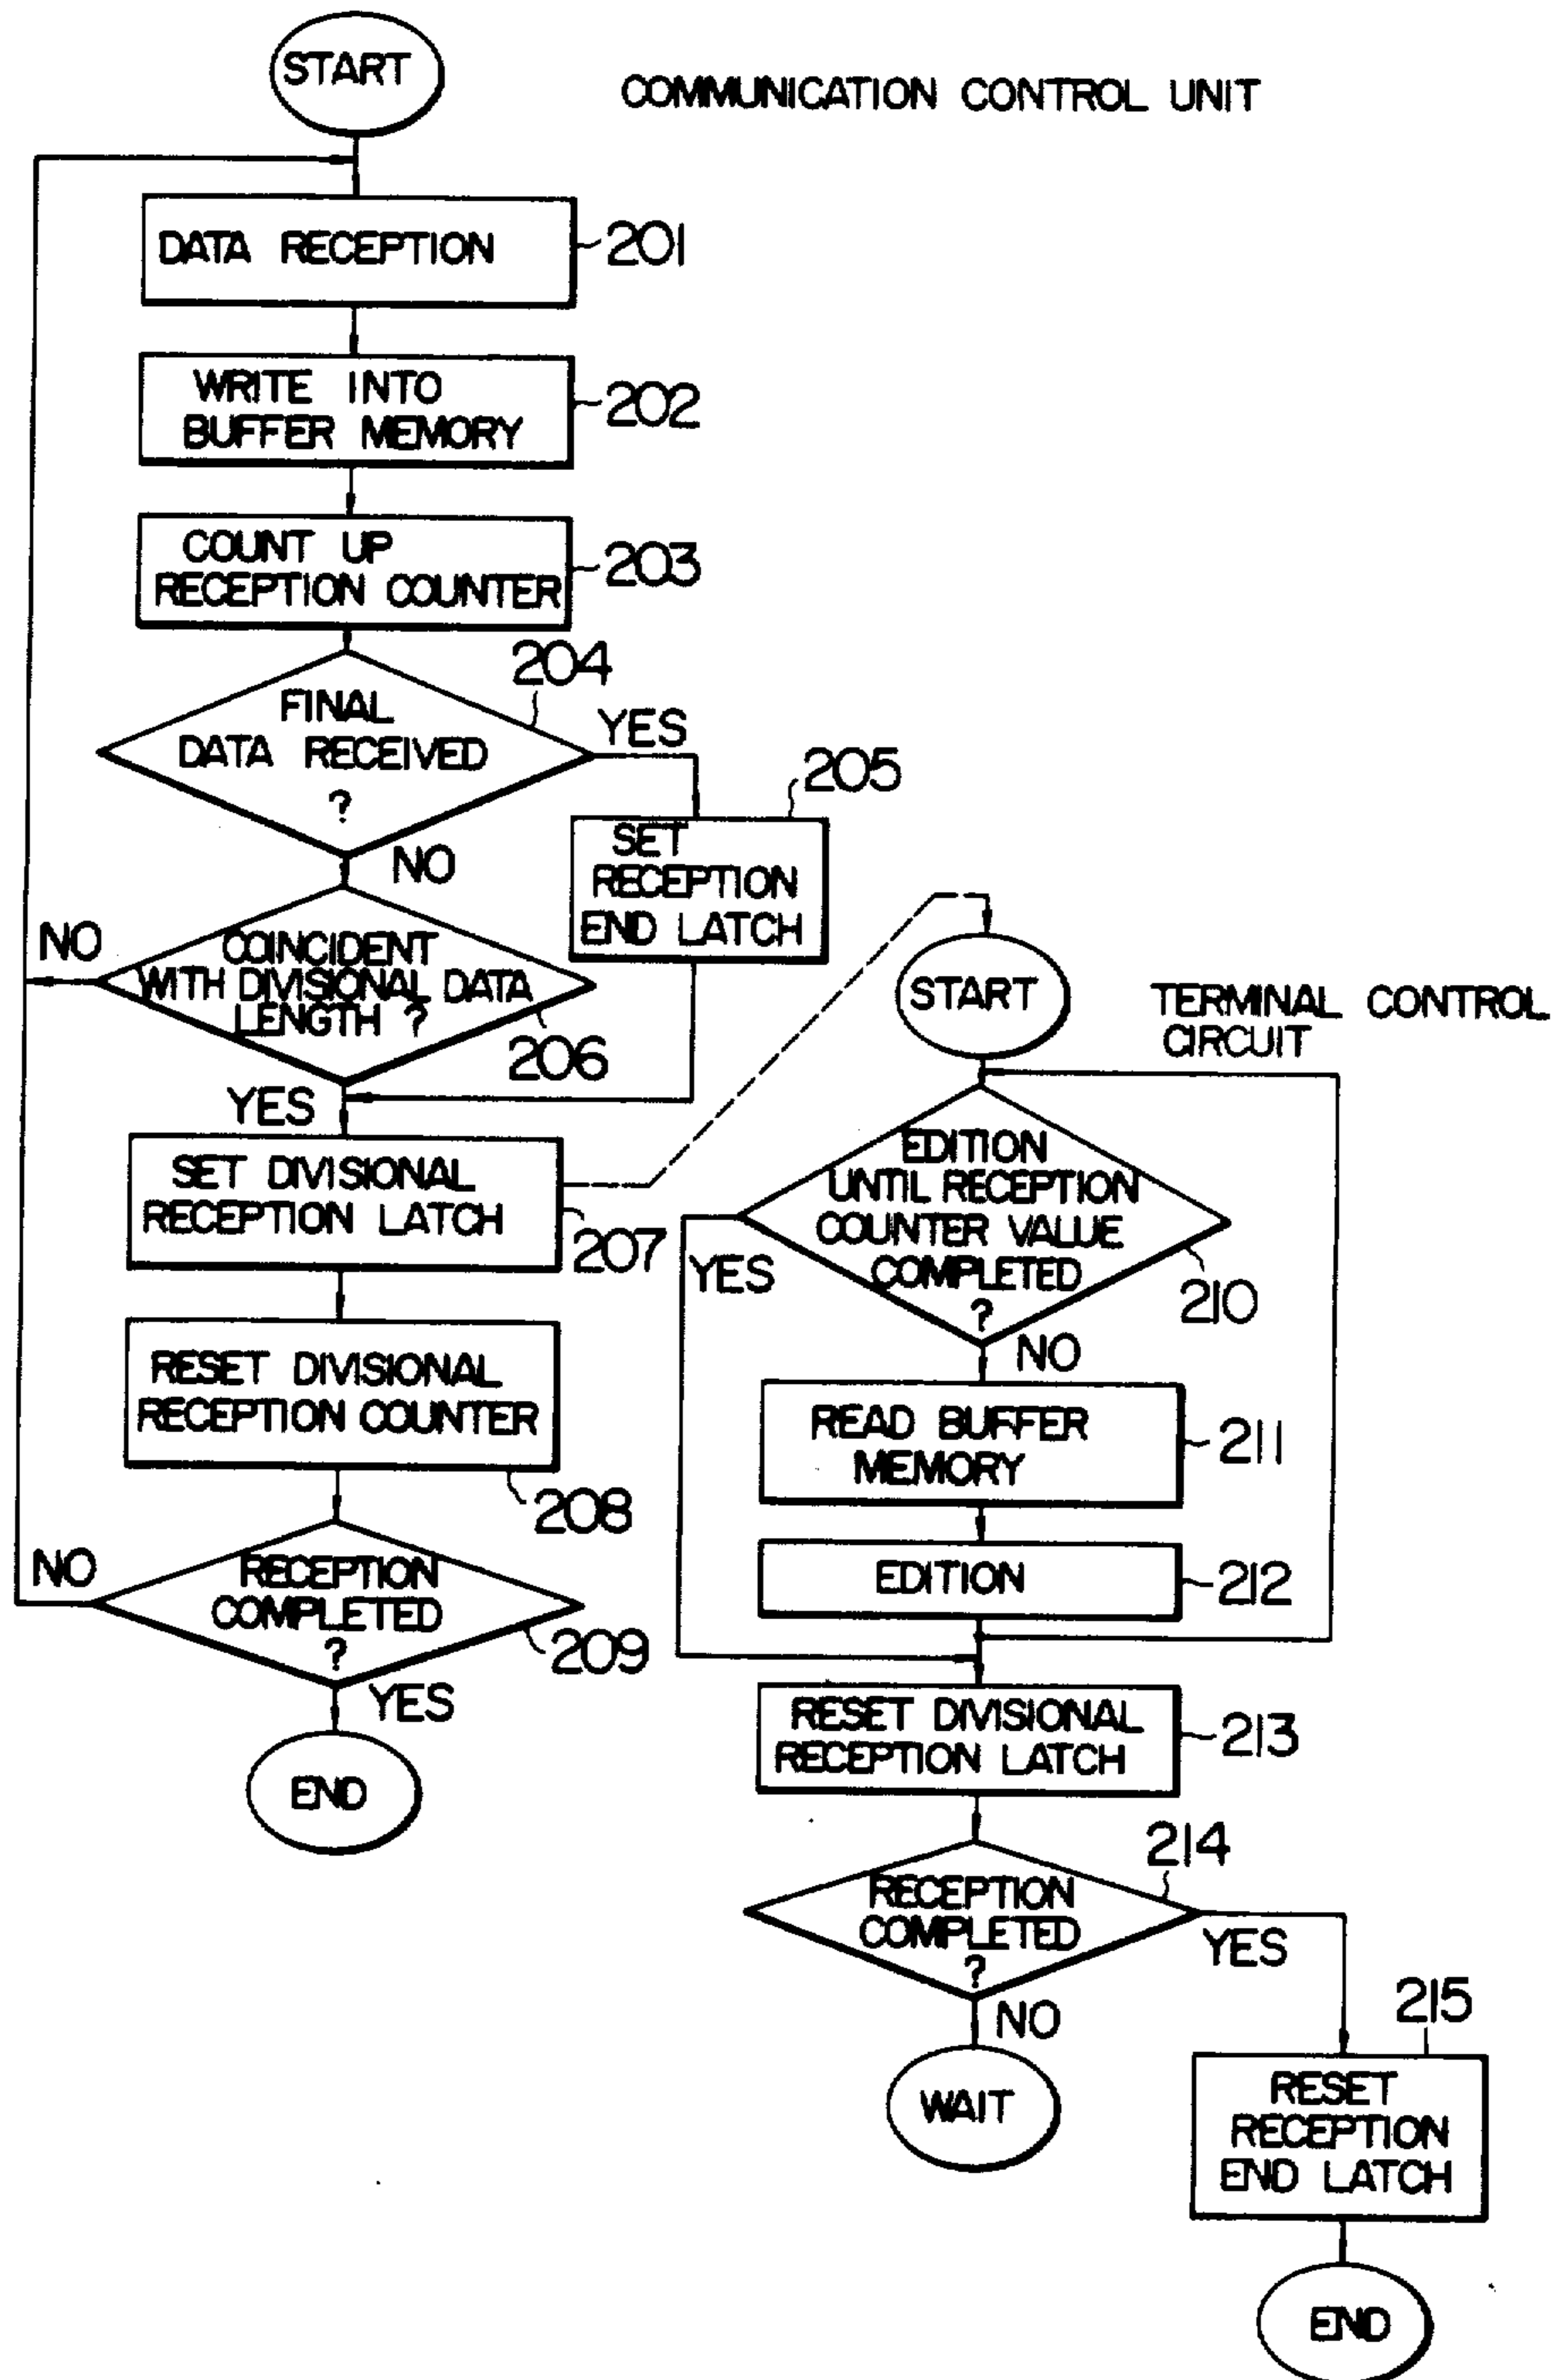 START
COMMUNICATION CONTROL UNIT
DATA RECEPTION
201
WRITE INTO
BUFFER MEMORY
202
COUNT UP
RECEPTION COUNTER
203
204
FINAL
DATA RECEIVED
?
YES
NO
205
SET
RECEPTION
END LATCH
NO
COINCIDENT
WITH DIVISIONAL DATA
LENGTH ?
206
YES
SET DIVISIONAL
RECEPTION LATCH
207
RESET DIVISIONAL
RECEPTION COUNTER
208
NO
RECEPTION
COMPLETED
?
209
YES
END
START
TERMINAL CONTROL
CIRCUIT
EDITION
UNTIL RECEPTION
COUNTER VALUE
COMPLETED
?
210
YES
NO
READ BUFFER
MEMORY
211
EDITION
212
RESET DIVISIONAL
RECEPTION LATCH
213
214
RECEPTION
COMPLETED
?
YES
NO
WAIT
215
RESET
RECEPTION
END LATCH
END